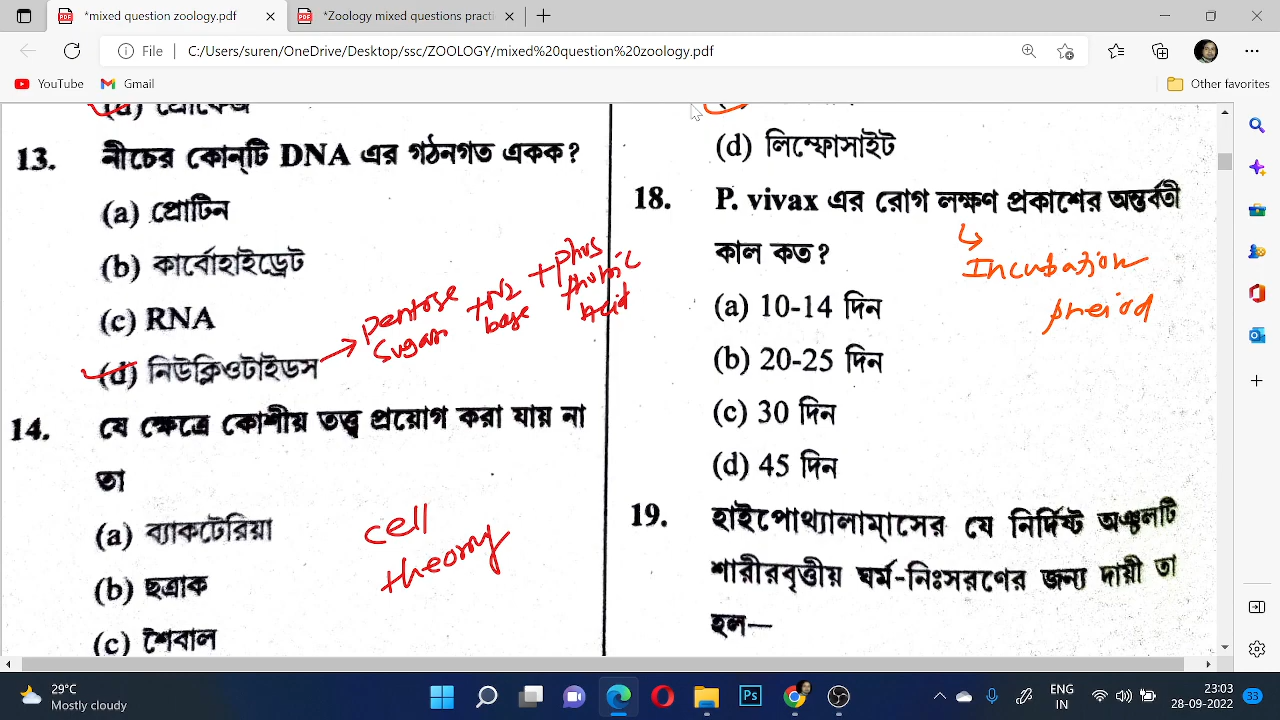 *mixed question zoology.pdf
*Zoology mixed question practi
File
C:/Users/suren/OneDrive/Desktop/ssc/ZOOLOGY/mixed%20question%20zoology.pdf
YouTube
Gmail
Other favorites
13. নীচের কোন্‌টি DNA এর গঠনগত একক?
(a) প্রোটিন
(b) কার্বোহাইড্রেট
(c) RNA
(d) নিউক্লিওটাইডস
pentose sugar + N2 base + phosphoric Acid
14. যে ক্ষেত্রে কোশীয় তত্ত্ব প্রয়োগ করা যায় না
তা
(a) ব্যাকটেরিয়া
(b) ছত্রাক
(c) শৈবাল
cell
theory
(d) লিম্ফোসাইট
18. P. vivax এর রোগ লক্ষণ প্রকাশের অন্তর্বর্তী
কাল কত?
Incubation
preiod
(a) 10-14 দিন
(b) 20-25 দিন
(c) 30 দিন
(d) 45 দিন
19. হাইপোথ্যালামাসের যে নির্দিষ্ট অঞ্চলটি
শারীরবৃত্তীয় ঘর্ম-নিঃসরণের জন্য দায়ী তা
হল—
29°C
Mostly cloudy
ENG
IN
23:03
28-09-2022
33